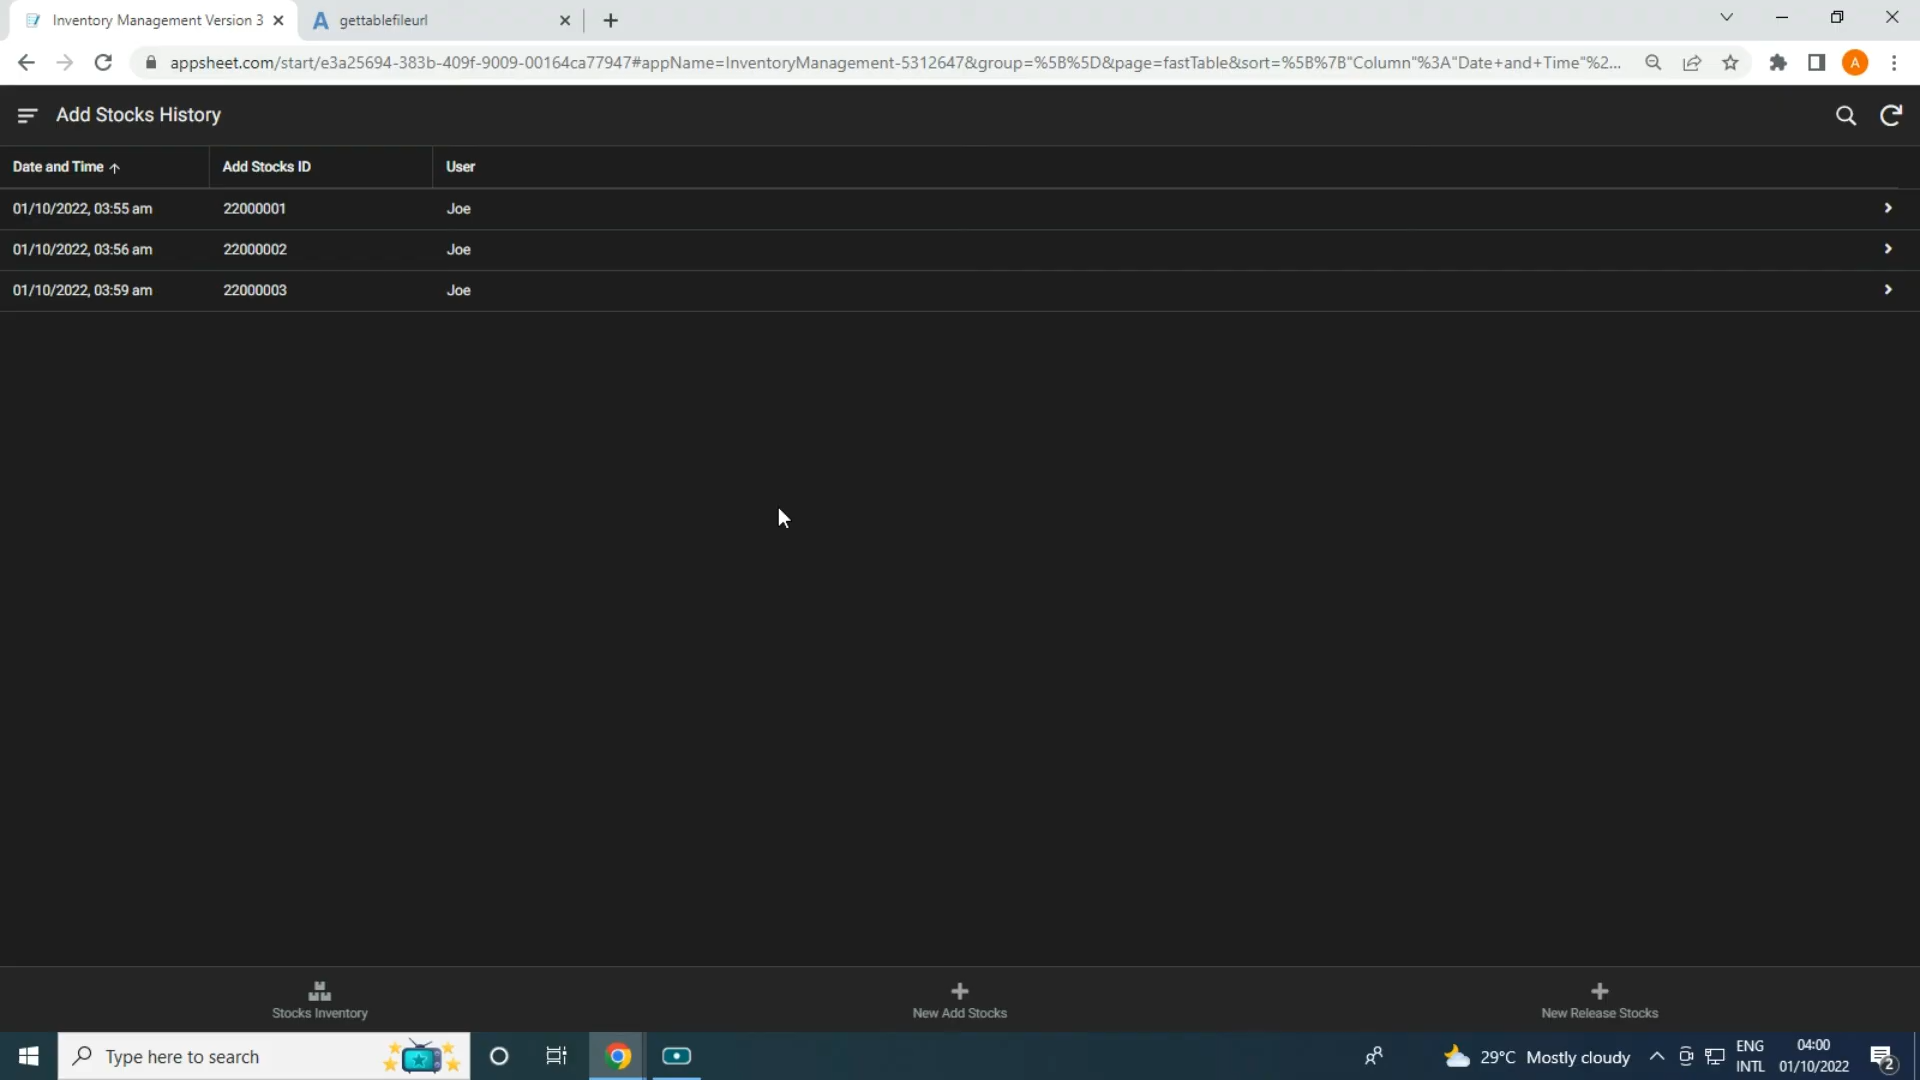 Inventory Management Version 3
gettablefileurl
appsheet.com/start/e3a25694-383b-409f-9009-00164ca77947#appName=InventoryManagement-5312647&group=%5B%5D&page=fastTable&sort=%5B%7B"Column"%3A"Date+and+Time"%2...
A
Add Stocks History
Date and Time ↑ Add Stocks ID User
01/10/2022, 03:55 am 22000001 Joe
01/10/2022, 03:56 am 22000002 Joe
01/10/2022, 03:59 am 22000003 Joe
Stocks Inventory
New Add Stocks
New Release Stocks
Type here to search
29°C Mostly cloudy
ENG
INTL
04:00
01/10/2022
2